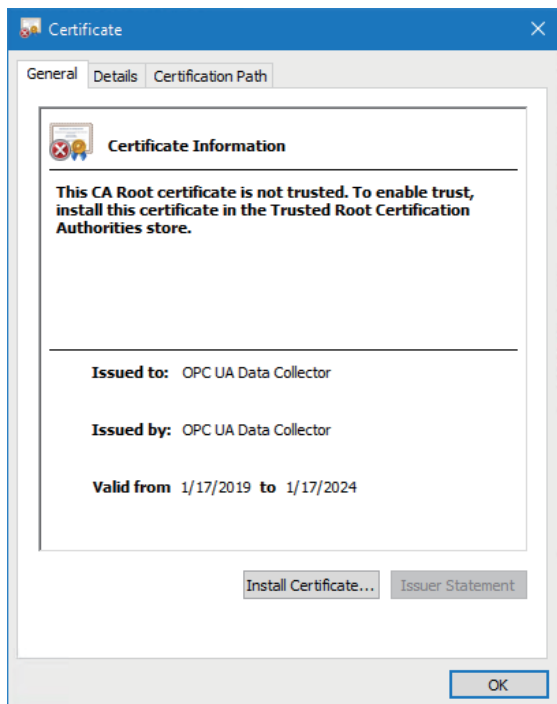 Certificate
General Details Certification Path
Certificate Information
This CA Root certificate is not trusted. To enable trust,
install this certificate in the Trusted Root Certification
Authorities store.
Issued to: OPC UA Data Collector
Issued by: OPC UA Data Collector
Valid from 1/17/2019 to 1/17/2024
Install Certificate... Issuer Statement
OK